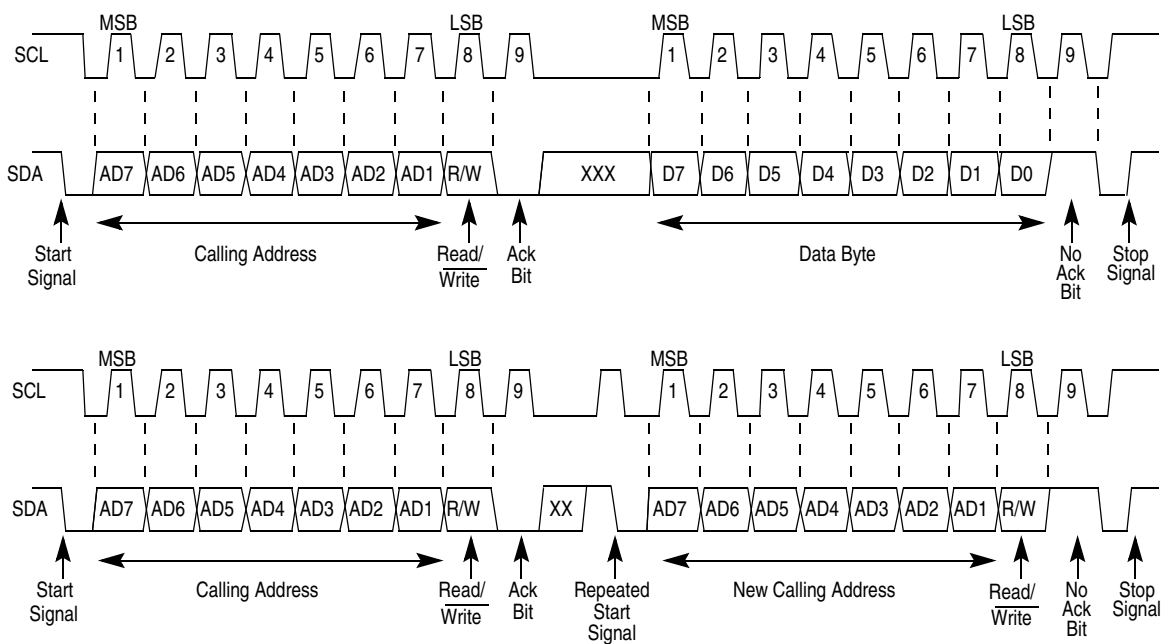 MSB LSB MSB LSB
SCL 1 2 3 4 5 6 7 8 9 1 2 3 4 5 6 7 8 9
SDA AD7 AD6 AD5 AD4 AD3 AD2 AD1 R/W XXX D7 D6 D5 D4 D3 D2 D1 D0
Start Signal
Calling Address
Read/ Write
Ack Bit
Data Byte
No Ack Bit
Stop Signal
MSB LSB MSB LSB
SCL 1 2 3 4 5 6 7 8 9 1 2 3 4 5 6 7 8 9
SDA AD7 AD6 AD5 AD4 AD3 AD2 AD1 R/W XX AD7 AD6 AD5 AD4 AD3 AD2 AD1 R/W
Start Signal
Calling Address
Read/ Write
Ack Bit
Repeated Start Signal
New Calling Address
Read/ Write
No Ack Bit
Stop Signal